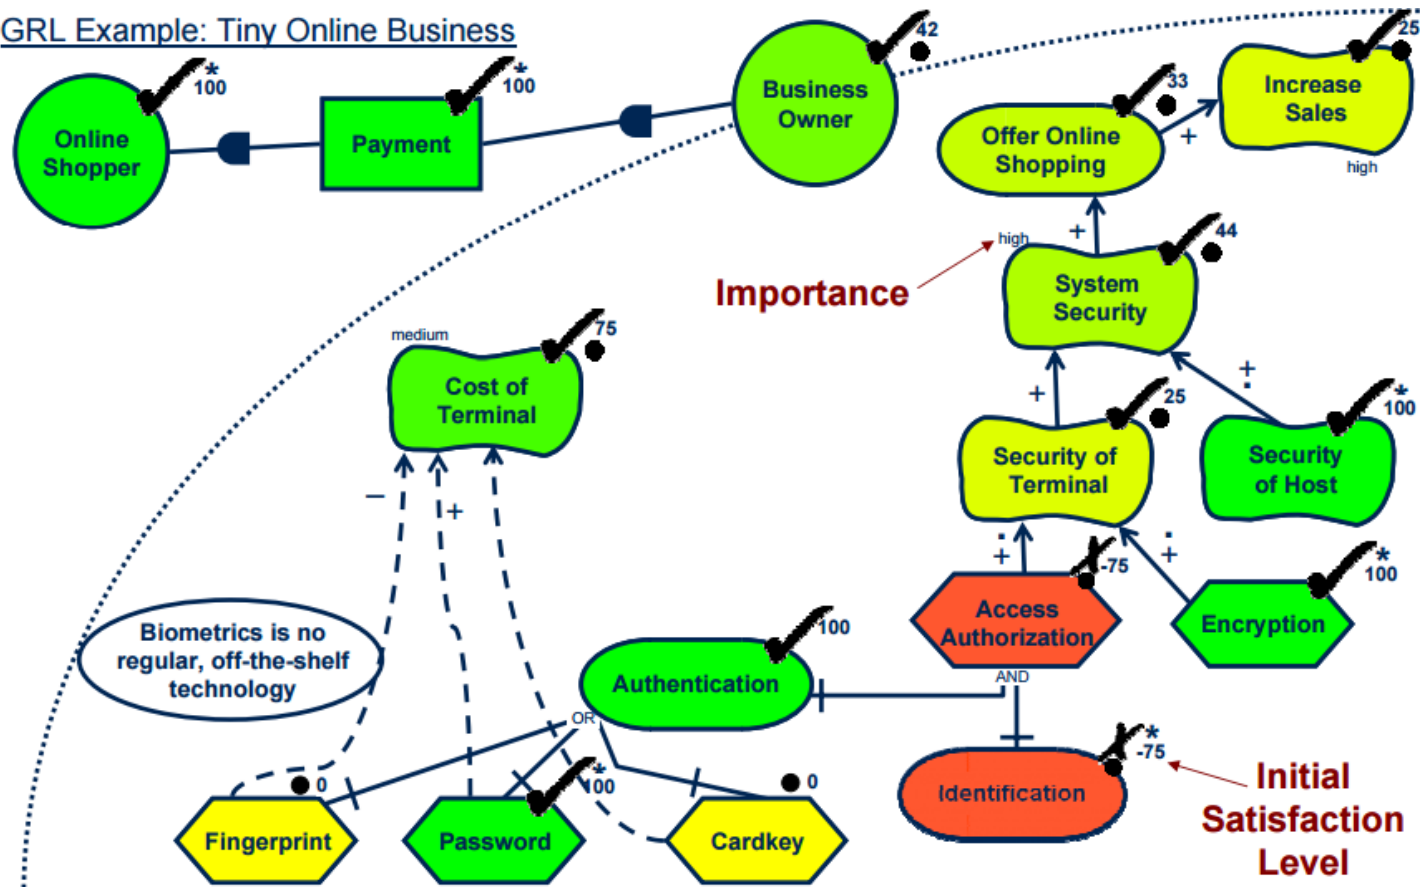 GRL Example: Tiny Online Business
Online
Shopper
*
100
Payment
*
100
Business
Owner
42
Offer Online
Shopping
33
+
Increase
Sales
25
high
+
high
System
Security
44
Importance
medium
Cost of
Terminal
75
–
+
+
Security of
Terminal
25
+
Security
of Host
*
100
+
Access
Authorization
-75
+
Encryption
*
100
Biometrics is no
regular, off-the-shelf
technology
Authentication
100
AND
OR
Fingerprint
0
Password
*
100
Cardkey
0
Identification
*
-75
Initial
Satisfaction
Level